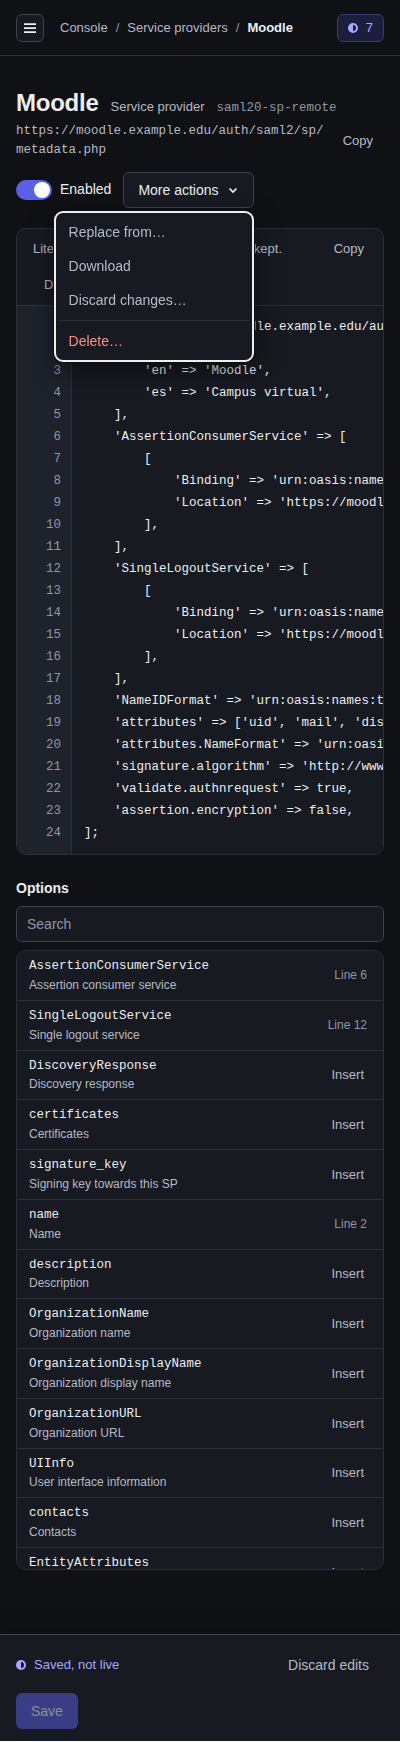 Console / Service providers / Moodle 7
Moodle Service provider saml20-sp-remote
https://moodle.example.edu/auth/saml2/sp/
metadata.php
Copy
Enabled More actions
Replace from…
Download
Discard changes…
Delete…
kept. Copy
3 'en' => 'Moodle',
4 'es' => 'Campus virtual',
5 ],
6 'AssertionConsumerService' => [
7 [
8 'Binding' => 'urn:oasis:name
9 'Location' => 'https://moodl
10 ],
11 ],
12 'SingleLogoutService' => [
13 [
14 'Binding' => 'urn:oasis:name
15 'Location' => 'https://moodl
16 ],
17 ],
18 'NameIDFormat' => 'urn:oasis:names:t
19 'attributes' => ['uid', 'mail', 'dis
20 'attributes.NameFormat' => 'urn:oasi
21 'signature.algorithm' => 'http://www
22 'validate.authnrequest' => true,
23 'assertion.encryption' => false,
24 ];
Options
Search
AssertionConsumerService
Assertion consumer service
Line 6
SingleLogoutService
Single logout service
Line 12
DiscoveryResponse
Discovery response
Insert
certificates
Certificates
Insert
signature_key
Signing key towards this SP
Insert
name
Name
Line 2
description
Description
Insert
OrganizationName
Organization name
Insert
OrganizationDisplayName
Organization display name
Insert
OrganizationURL
Organization URL
Insert
UIInfo
User interface information
Insert
contacts
Contacts
Insert
EntityAttributes
Saved, not live
Discard edits
Save